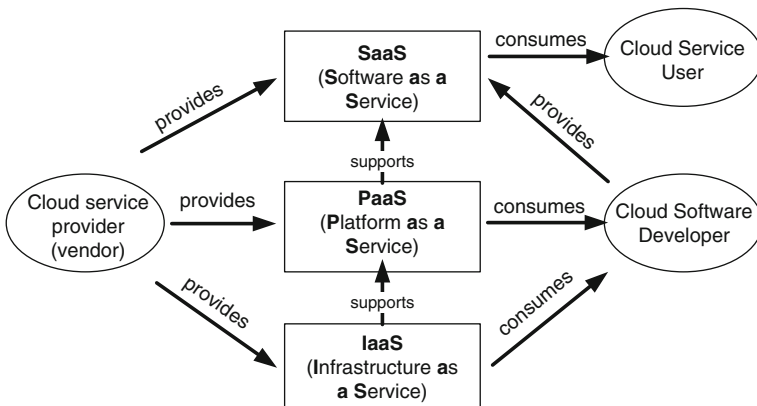 SaaS
(Software as a
Service)
consumes
Cloud Service
User
provides
provides
supports
Cloud service
provider
(vendor)
provides
PaaS
(Platform as a
Service)
consumes
Cloud Software
Developer
provides
supports
consumes
IaaS
(Infrastructure as
a Service)